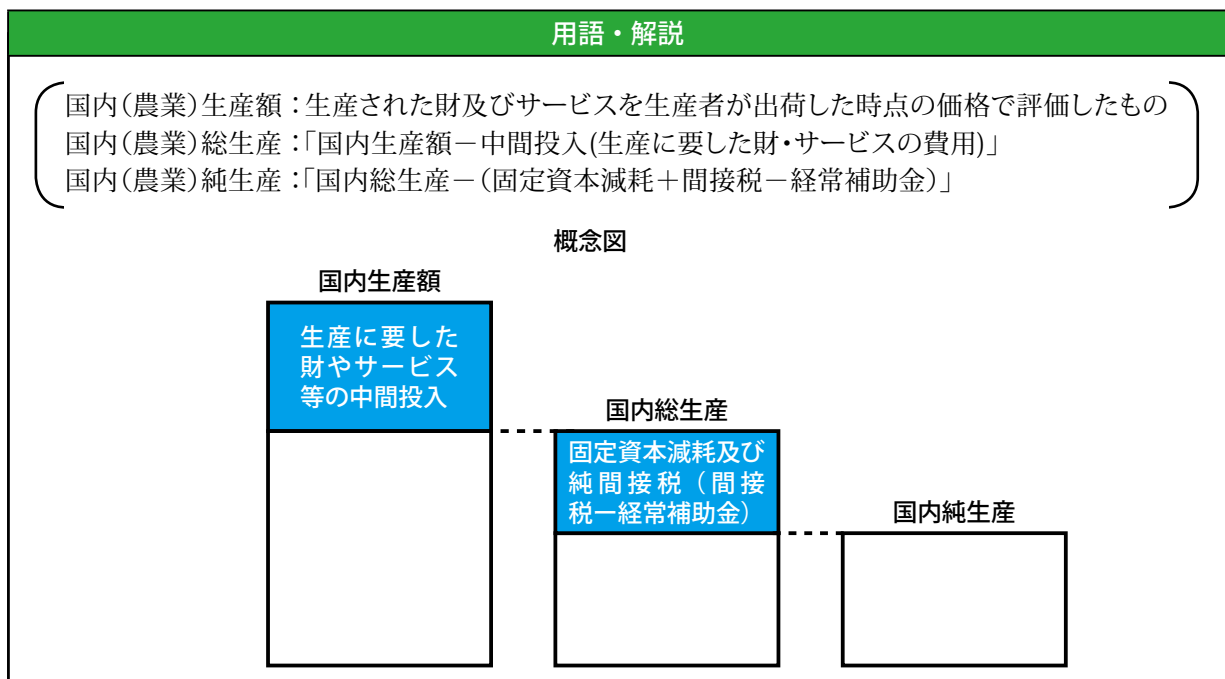 用語・解説
国内(農業)生産額：生産された財及びサービスを生産者が出荷した時点の価格で評価したもの
国内(農業)総生産：「国内生産額－中間投入(生産に要した財・サービスの費用)」
国内(農業)純生産：「国内総生産－（固定資本減耗＋間接税－経常補助金）」
概念図
国内生産額
生産に要した
財やサービス
等の中間投入
国内総生産
固定資本減耗及び
純間接税（間接
税ー経常補助金）
国内純生産